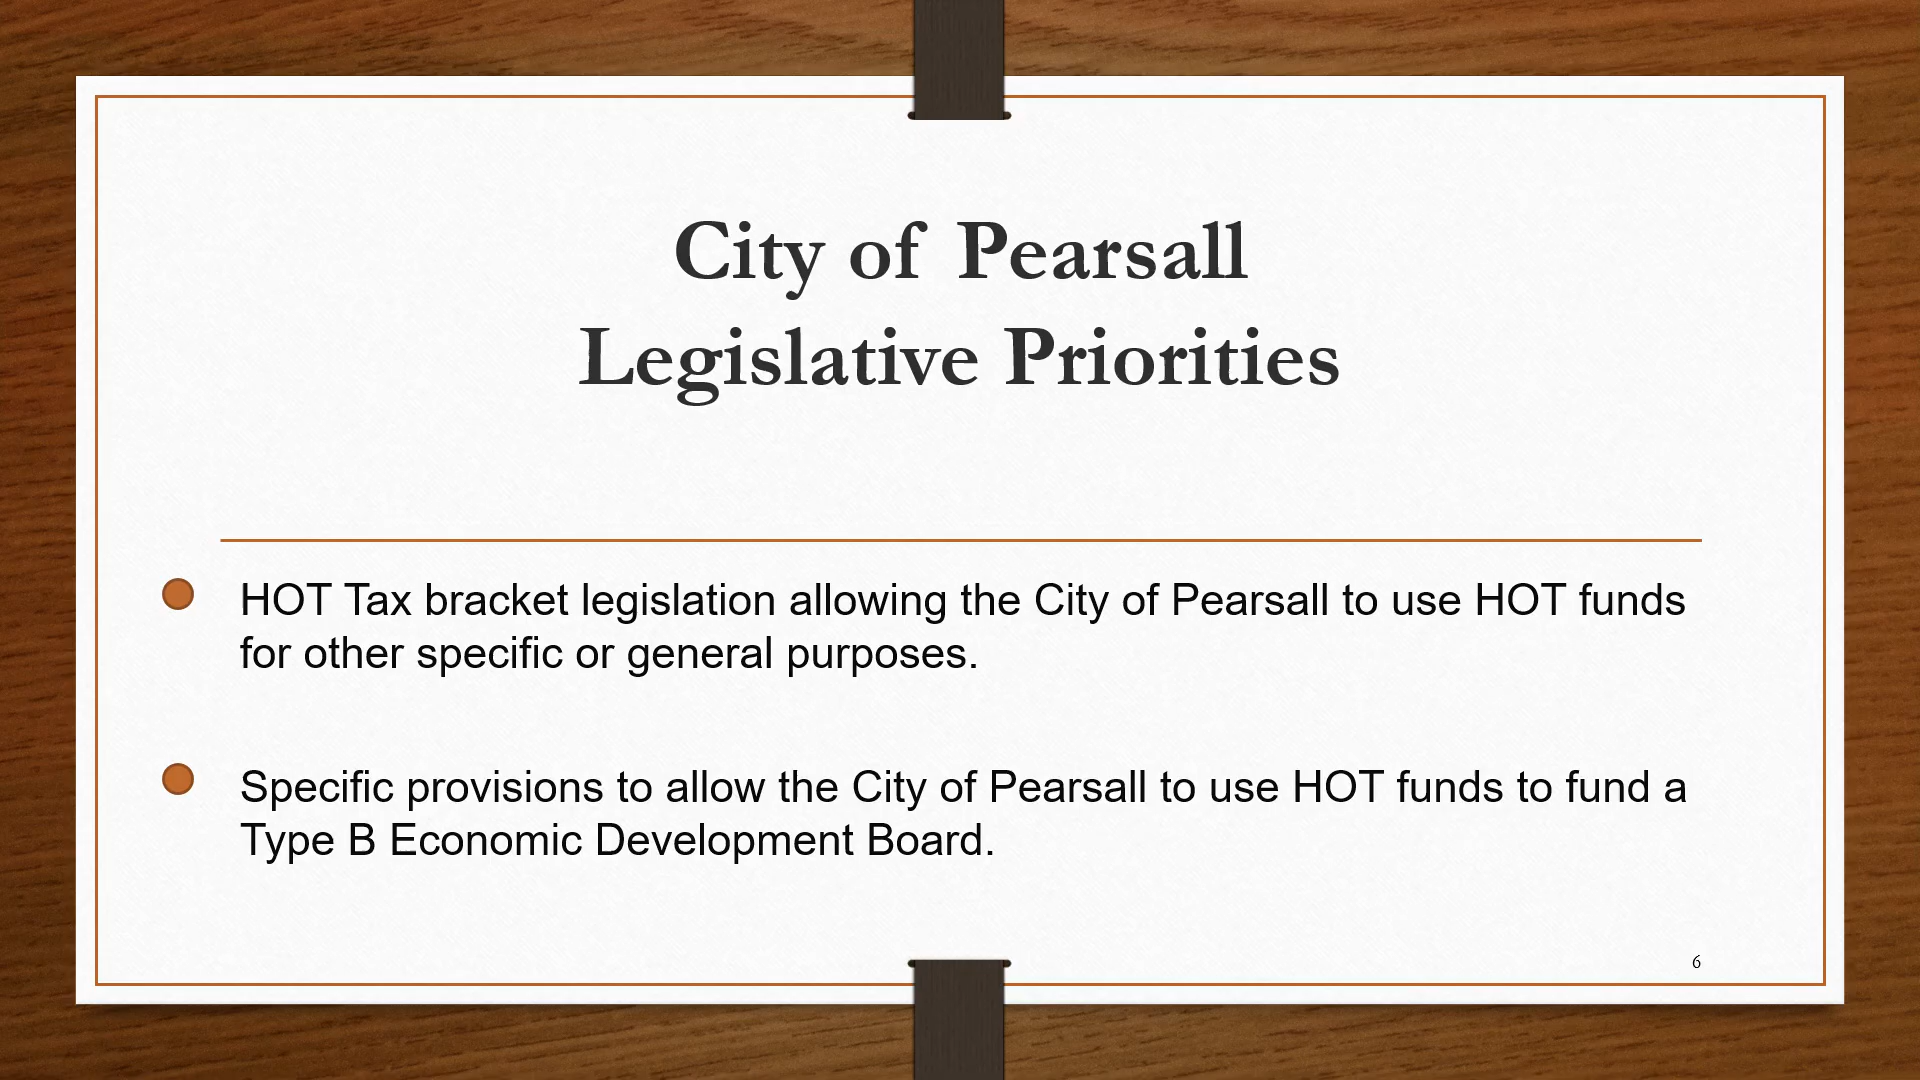 City of Pearsall
Legislative Priorities
HOT Tax bracket legislation allowing the City of Pearsall to use HOT funds
for other specific or general purposes.
Specific provisions to allow the City of Pearsall to use HOT funds to fund a
Type B Economic Development Board.
6